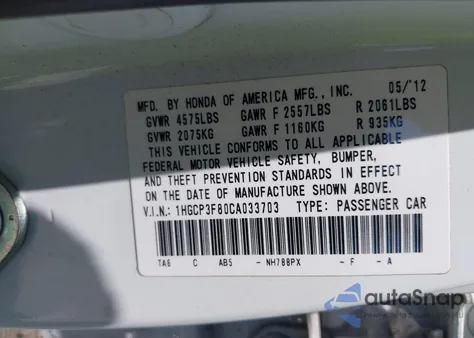 MFD. BY HONDA OF AMERICA MFG., INC. 05/'12
GVWR 4575LBS GAWR F 2557LBS R 2061LBS
GVWR 2075KG GAWR F 1160KG R 935KG
THIS VEHICLE CONFORMS TO ALL APPLICABLE
FEDERAL MOTOR VEHICLE SAFETY, BUMPER,
AND THEFT PREVENTION STANDARDS IN EFFECT
ON THE DATE OF MANUFACTURE SHOWN ABOVE.
V.I.N.: 1HGCP3F80CA033703 TYPE: PASSENGER CAR
TA6 C AB5 - NH788PX - F - A
autoSnap